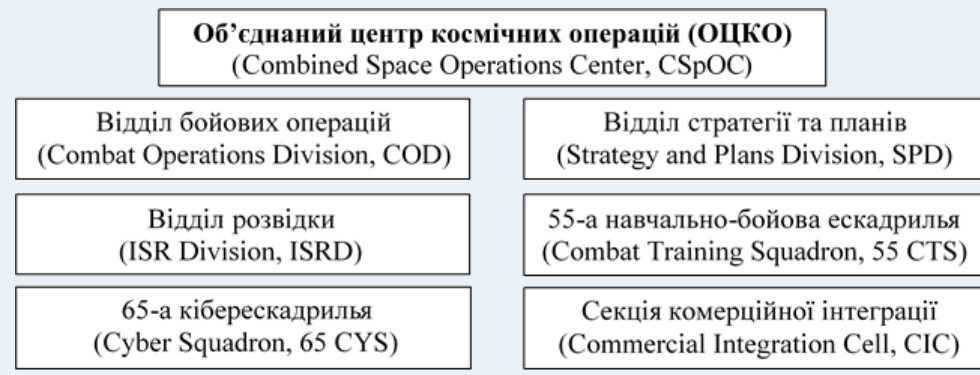 Об’єднаний центр космічних операцій (ОЦКО)
(Combined Space Operations Center, CSpOC)
Відділ бойових операцій
(Combat Operations Division, COD)
Відділ стратегії та планів
(Strategy and Plans Division, SPD)
Відділ розвідки
(ISR Division, ISRD)
55-а навчально-бойова ескадрилья
(Combat Training Squadron, 55 CTS)
65-а кіберескадрилья
(Cyber Squadron, 65 CYS)
Секція комерційної інтеграції
(Commercial Integration Cell, CIC)